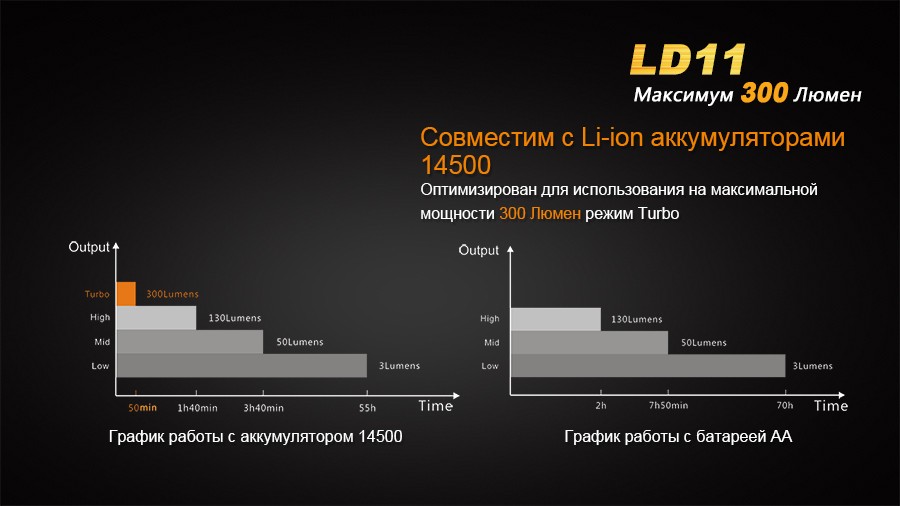 LD11
Максимум 300 Люмен
Совместим с Li-ion аккумуляторами
14500
Оптимизирован для использования на максимальной
мощности 300 Люмен режим Turbo
Output
Turbo 300Lumens
High 130Lumens
Mid 50Lumens
Low 3Lumens
50min 1h40min 3h40min 55h Time
График работы с аккумулятором 14500
Output
High 130Lumens
Mid 50Lumens
Low 3Lumens
2h 7h50min 70h Time
График работы с батареей AA